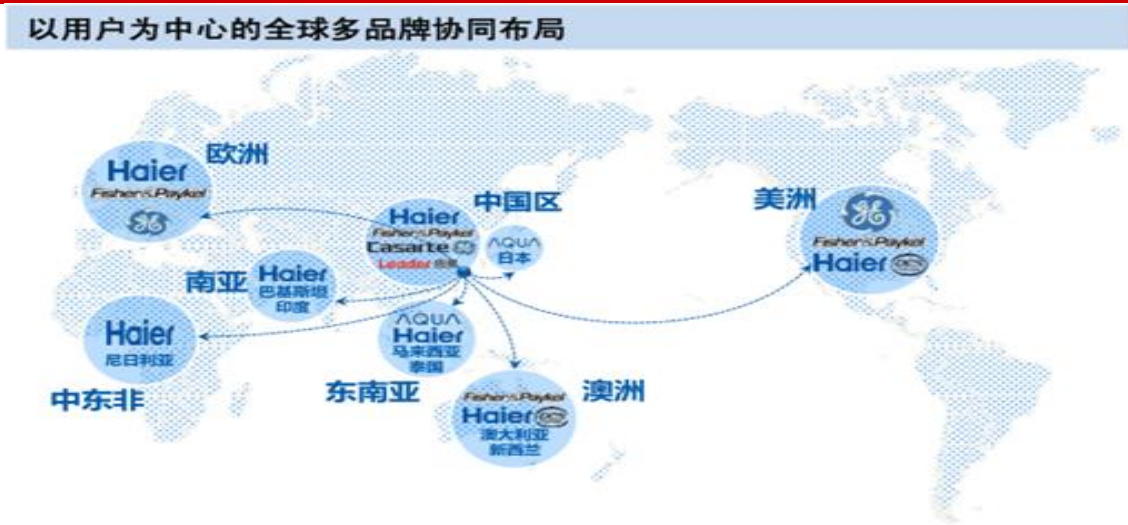 以用户为中心的全球多品牌协同布局
欧洲
Haier
Fisher&Paykel
GE
中国区
Haier
Fisher&Paykel
Casarte GE
Leader
AQUA
日本
美洲
GE
Fisher&Paykel
Haier
南亚
Haier
巴基斯坦
印度
Haier
尼日利亚
中东非
AQUA
Haier
马来西亚
泰国
东南亚
Fisher&Paykel
Haier
澳大利亚
新西兰
澳洲